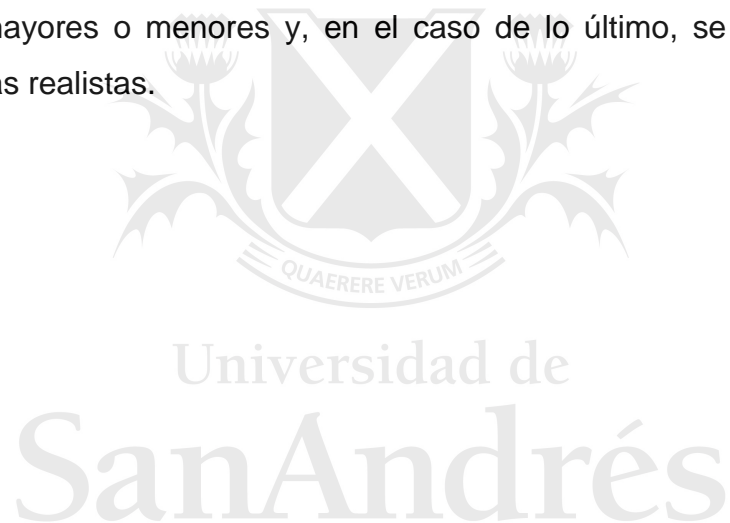 mayores o menores y, en el caso de lo último, se
as realistas.
QUAERERE VERUM
Universidad de
SanAndrés